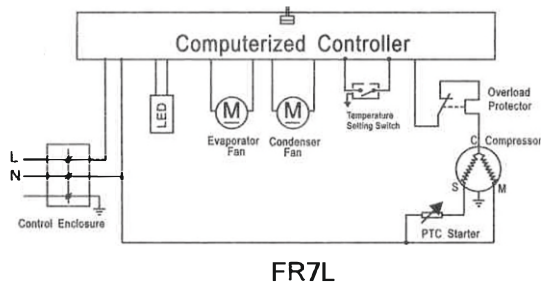 Computerized Controller
LED
M
Evaporator
Fan
M
Condenser
Fan
Temperature
Setting Switch
Overload
Protector
C Compressor
S
M
PTC Starter
L
N
Control Enclosure
FR7L